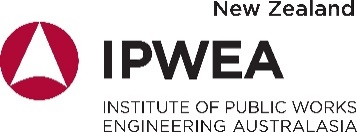 New Zealand
IPWEA
INSTITUTE OF PUBLIC WORKS
ENGINEERING AUSTRALASIA